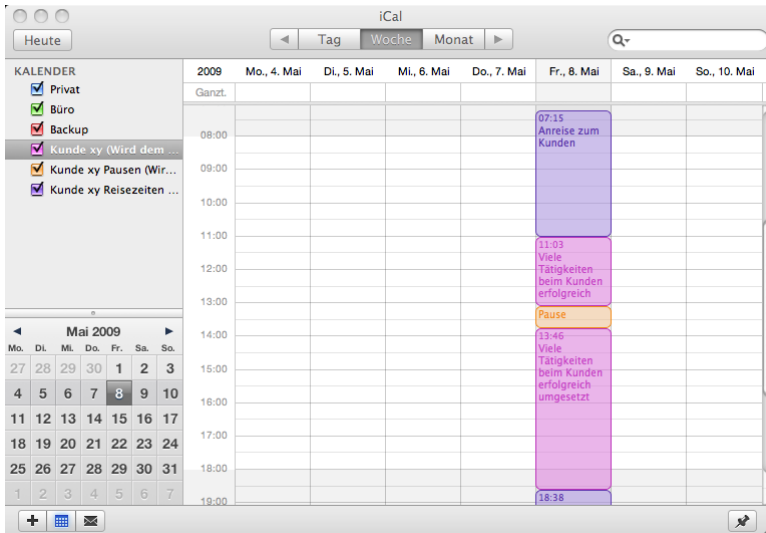 iCal
Heute
Tag Woche Monat
KALENDER
Privat
Büro
Backup
Kunde xy (Wird dem ...
Kunde xy Pausen (Wir...
Kunde xy Reisezeiten ...
Mai 2009
Mo. Di. Mi. Do. Fr. Sa. So.
27 28 29 30 1 2 3
4 5 6 7 8 9 10
11 12 13 14 15 16 17
18 19 20 21 22 23 24
25 26 27 28 29 30 31
1 2 3 4 5 6 7
2009 Mo., 4. Mai Di., 5. Mai Mi., 6. Mai Do., 7. Mai Fr., 8. Mai Sa., 9. Mai So., 10. Mai
Ganzt.
08:00
09:00
10:00
11:00
12:00
13:00
14:00
15:00
16:00
17:00
18:00
19:00
07:15
Anreise zum
Kunden
11:03
Viele
Tätigkeiten
beim Kunden
erfolgreich
Pause
13:46
Viele
Tätigkeiten
beim Kunden
erfolgreich
umgesetzt
18:38